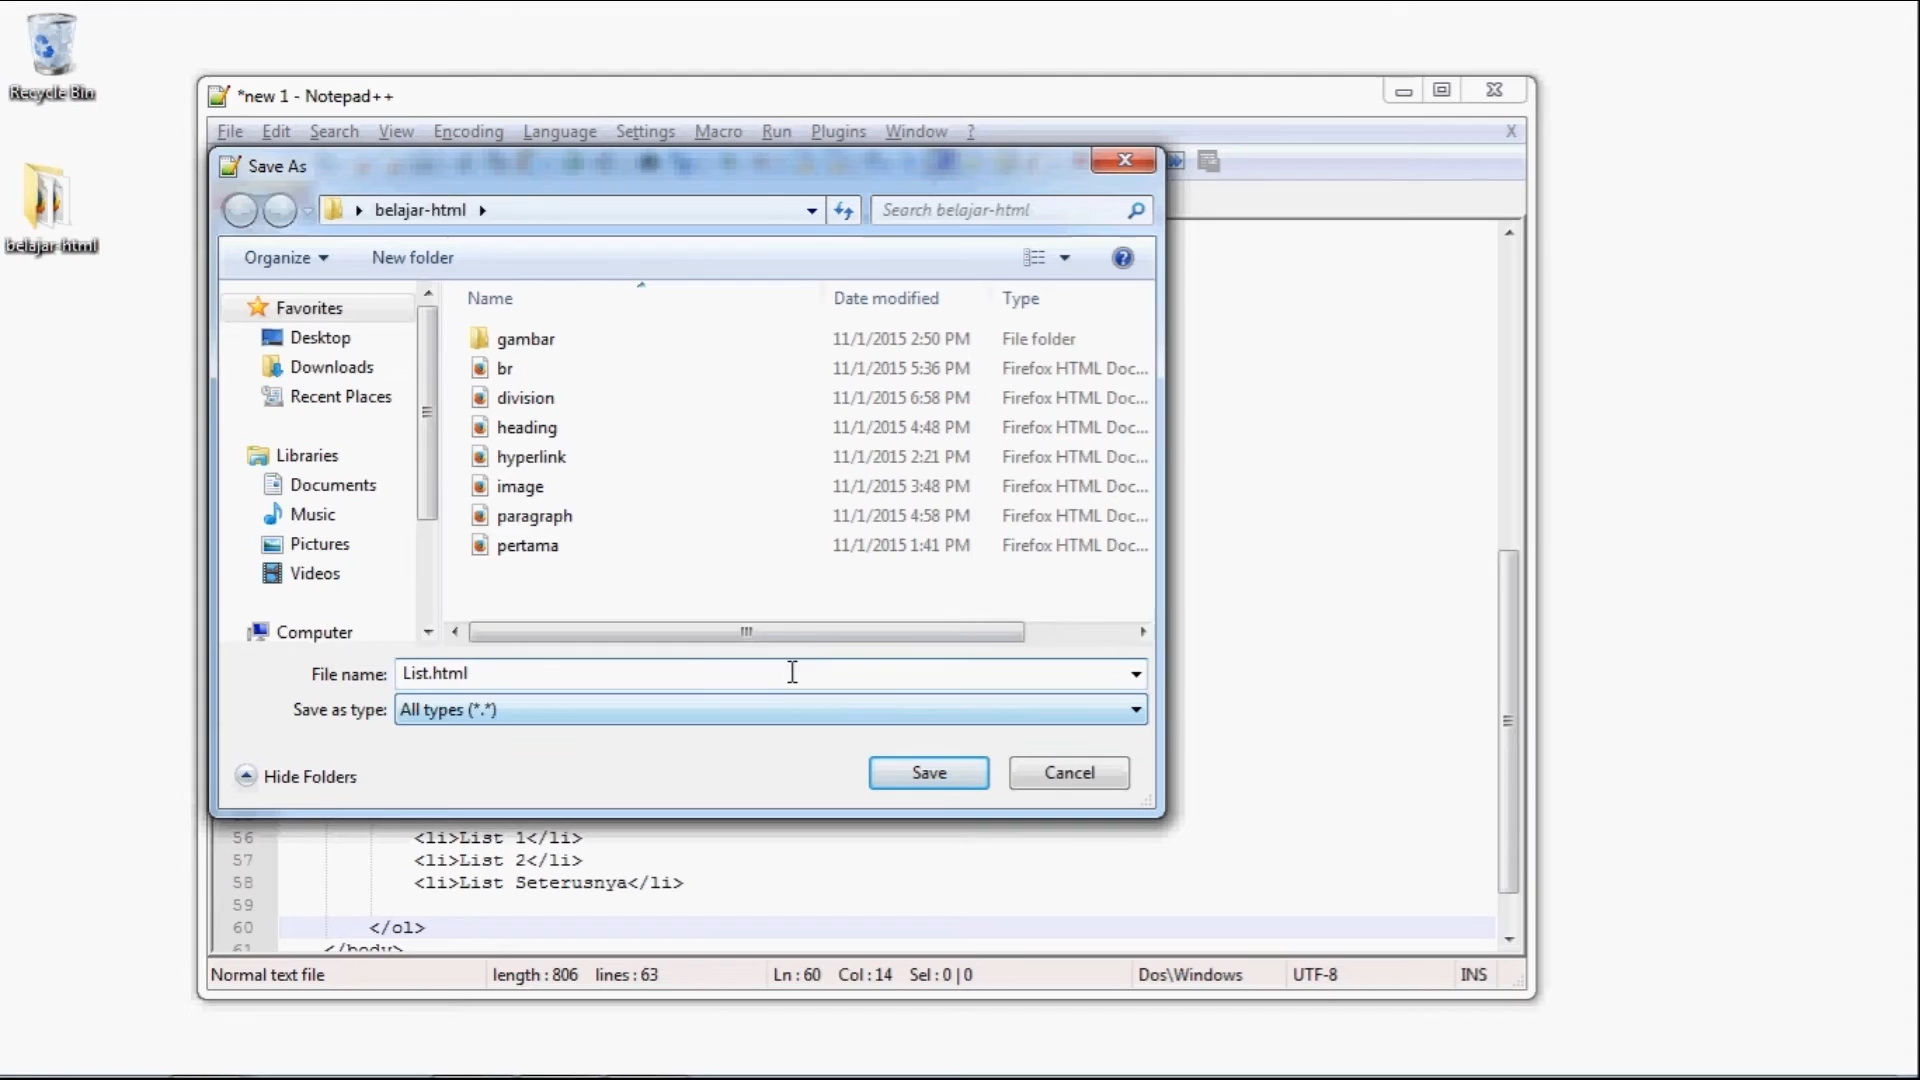 Recycle Bin
belajar-html
*new 1 - Notepad++
File Edit Search View Encoding Language Settings Macro Run Plugins Window ? X
Save As
belajar-html
Search belajar-html
Organize New folder
Name Date modified Type
Favorites
Desktop
Downloads
Recent Places
Libraries
Documents
Music
Pictures
Videos
Computer
gambar 11/1/2015 2:50 PM File folder
br 11/1/2015 5:36 PM Firefox HTML Doc...
division 11/1/2015 6:58 PM Firefox HTML Doc...
heading 11/1/2015 4:48 PM Firefox HTML Doc...
hyperlink 11/1/2015 2:21 PM Firefox HTML Doc...
image 11/1/2015 3:48 PM Firefox HTML Doc...
paragraph 11/1/2015 4:58 PM Firefox HTML Doc...
pertama 11/1/2015 1:41 PM Firefox HTML Doc...
File name: List.html
Save as type: All types (*.*)
Hide Folders
Save Cancel
56 <li>List 1</li>
57 <li>List 2</li>
58 <li>List Seterusnya</li>
59
60 </ol>
61 </body>
Normal text file length : 806 lines : 63 Ln : 60 Col : 14 Sel : 0 | 0 Dos\Windows UTF-8 INS